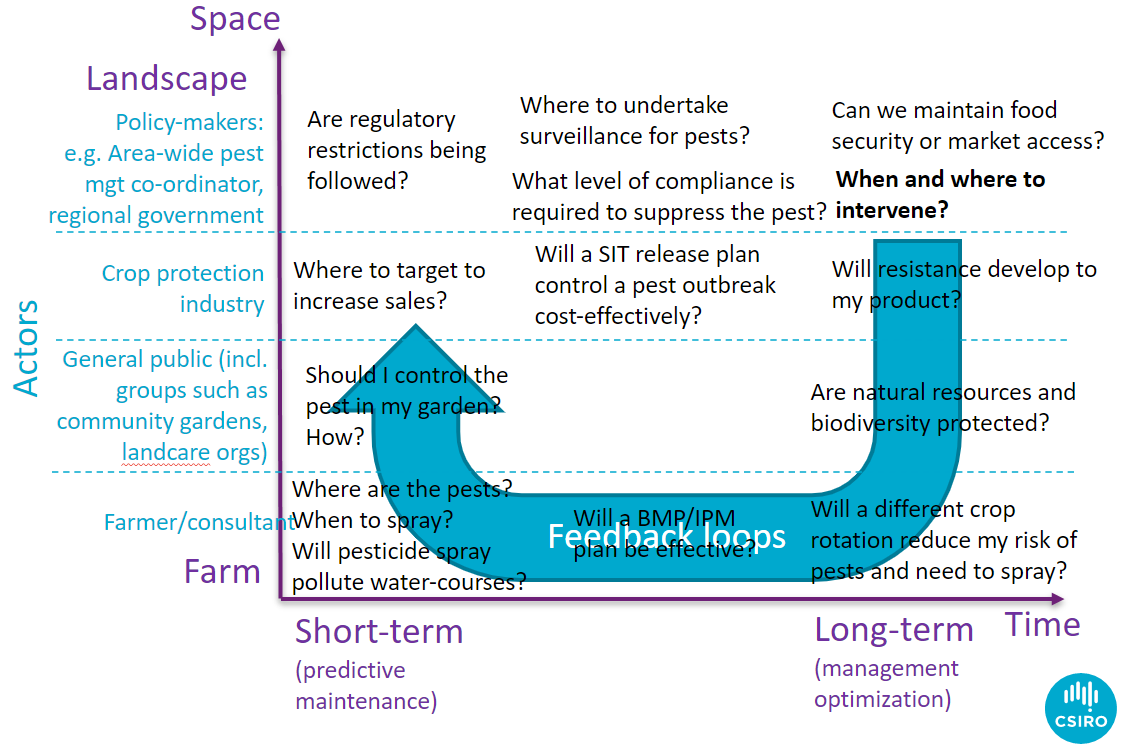 Space
Landscape
Policy-makers:
e.g. Area-wide pest
mgt co-ordinator,
regional government
Are regulatory
restrictions being
followed?
Where to undertake
surveillance for pests?
What level of compliance is
required to suppress the pest?
Can we maintain food
security or market access?
When and where to
intervene?
Actors
Crop protection
industry
Where to target to
increase sales?
Will a SIT release plan
control a pest outbreak
cost-effectively?
Will resistance develop to
my product?
General public (incl.
groups such as
community gardens,
landcare orgs)
Should I control the
pest in my garden?
How?
Are natural resources and
biodiversity protected?
Farmer/consultant
Farm
Where are the pests?
When to spray?
Will pesticide spray
pollute water-courses?
Feedback loops
Will a BMP/IPM
plan be effective?
Will a different crop
rotation reduce my risk of
pests and need to spray?
Short-term
(predictive
maintenance)
Long-term
(management
optimization)
Time
CSIRO